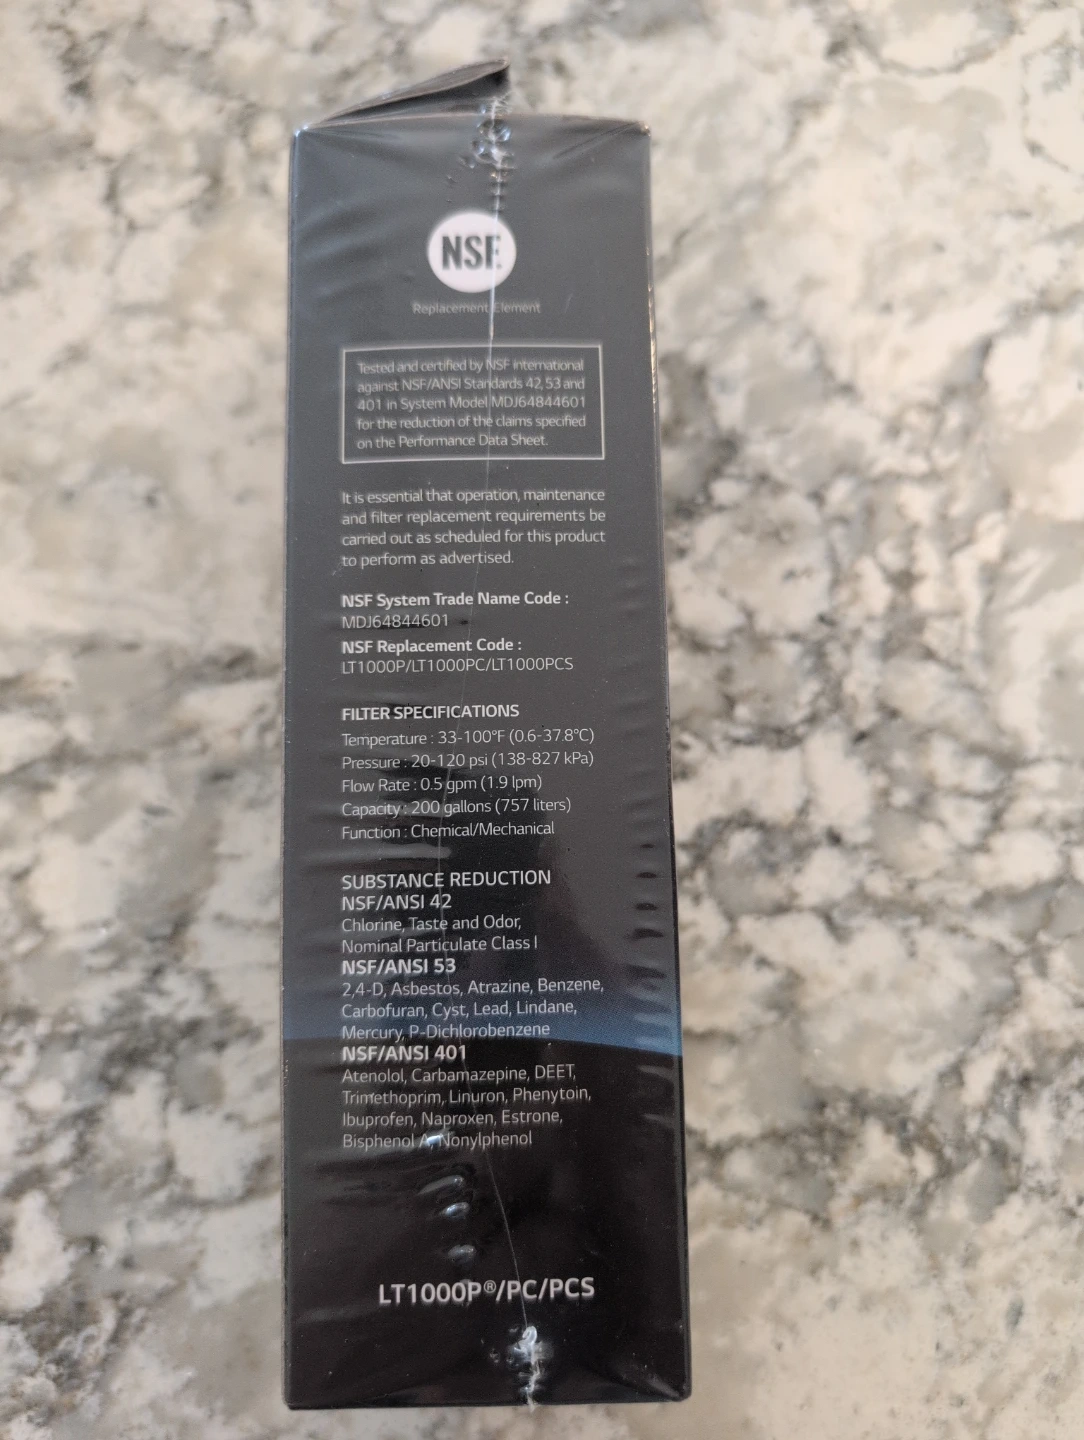 NSF
Replacement Element
Tested and certified by NSF international
against NSF/ANSI Standards 42, 53 and
401 in System Model MDJ64844601
for the reduction of the claims specified
on the Performance Data Sheet.
It is essential that operation, maintenance
and filter replacement requirements be
carried out as scheduled for this product
to perform as advertised.
NSF System Trade Name Code :
MDJ64844601
NSF Replacement Code :
LT1000P/LT1000PC/LT1000PCS
FILTER SPECIFICATIONS
Temperature : 33-100°F (0.6-37.8°C)
Pressure : 20-120 psi (138-827 kPa)
Flow Rate : 0.5 gpm (1.9 lpm)
Capacity : 200 gallons (757 liters)
Function : Chemical/Mechanical
SUBSTANCE REDUCTION
NSF/ANSI 42
Chlorine, Taste and Odor,
Nominal Particulate Class I
NSF/ANSI 53
2,4-D, Asbestos, Atrazine, Benzene,
Carbofuran, Cyst, Lead, Lindane,
Mercury, P-Dichlorobenzene
NSF/ANSI 401
Atenolol, Carbamazepine, DEET,
Trimethoprim, Linuron, Phenytoin,
Ibuprofen, Naproxen, Estrone,
Bisphenol A, Nonylphenol
LT1000P®/PC/PCS